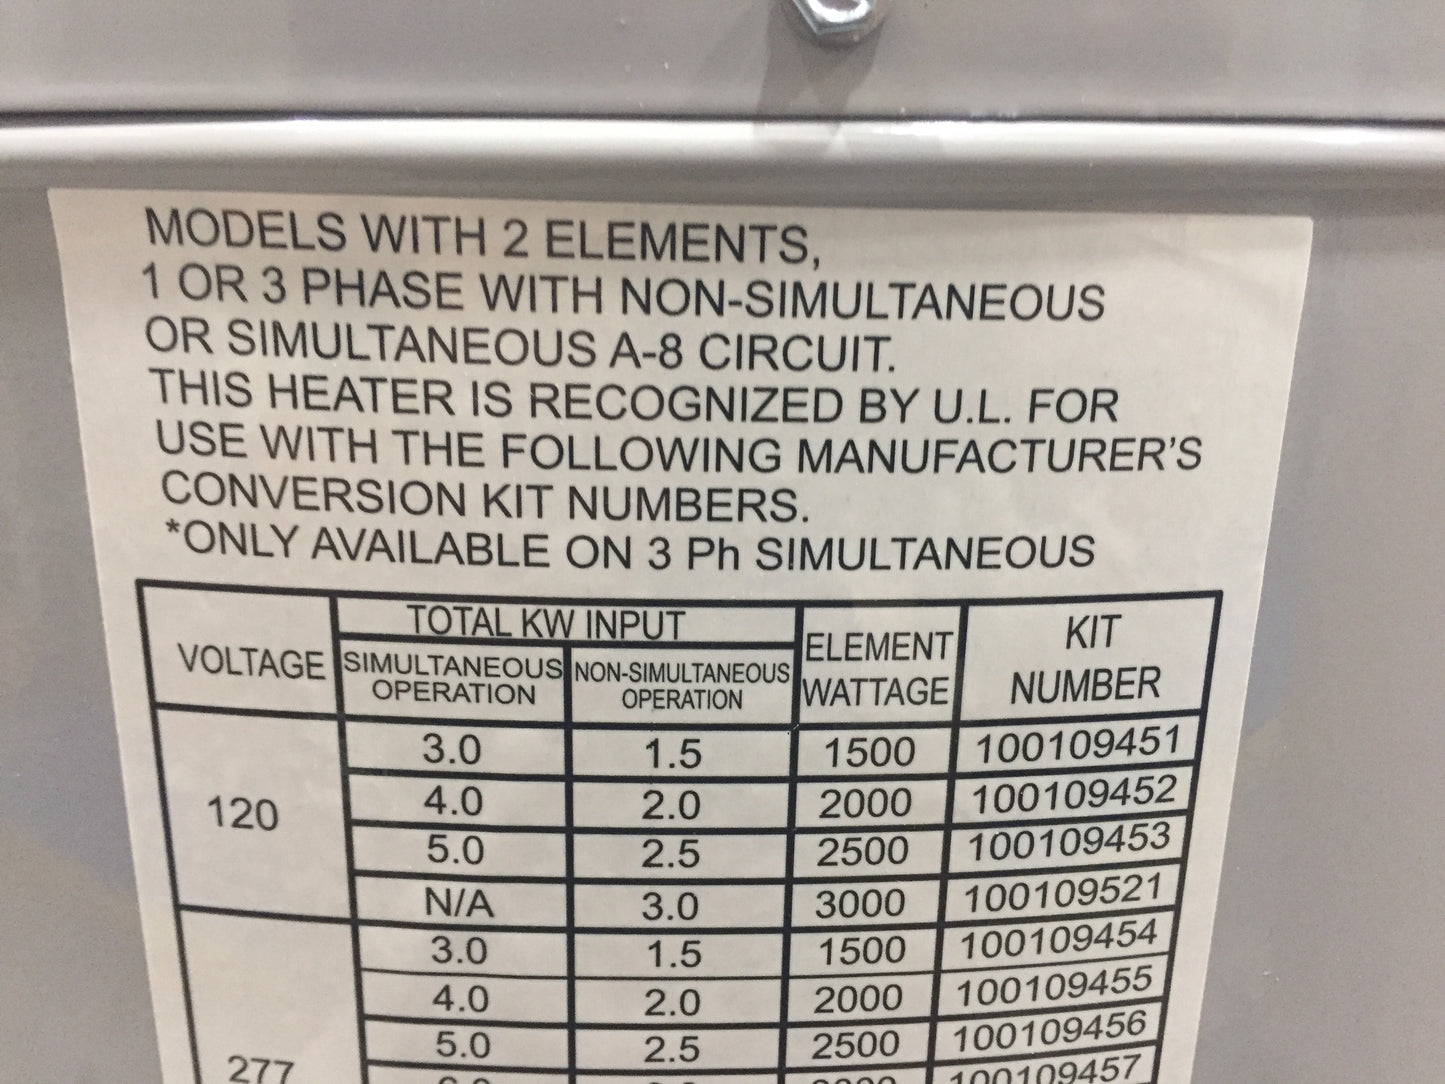 MODELS WITH 2 ELEMENTS,
1 OR 3 PHASE WITH NON-SIMULTANEOUS
OR SIMULTANEOUS A-8 CIRCUIT.
THIS HEATER IS RECOGNIZED BY U.L. FOR
USE WITH THE FOLLOWING MANUFACTURER'S
CONVERSION KIT NUMBERS.
*ONLY AVAILABLE ON 3 Ph SIMULTANEOUS
TOTAL KW INPUT
VOLTAGE
SIMULTANEOUS
OPERATION
NON-SIMULTANEOUS
OPERATION
ELEMENT
WATTAGE
KIT
NUMBER
120
3.0 1.5 1500 100109451
4.0 2.0 2000 100109452
5.0 2.5 2500 100109453
N/A 3.0 3000 100109521
277
3.0 1.5 1500 100109454
4.0 2.0 2000 100109455
5.0 2.5 2500 100109456
100109457